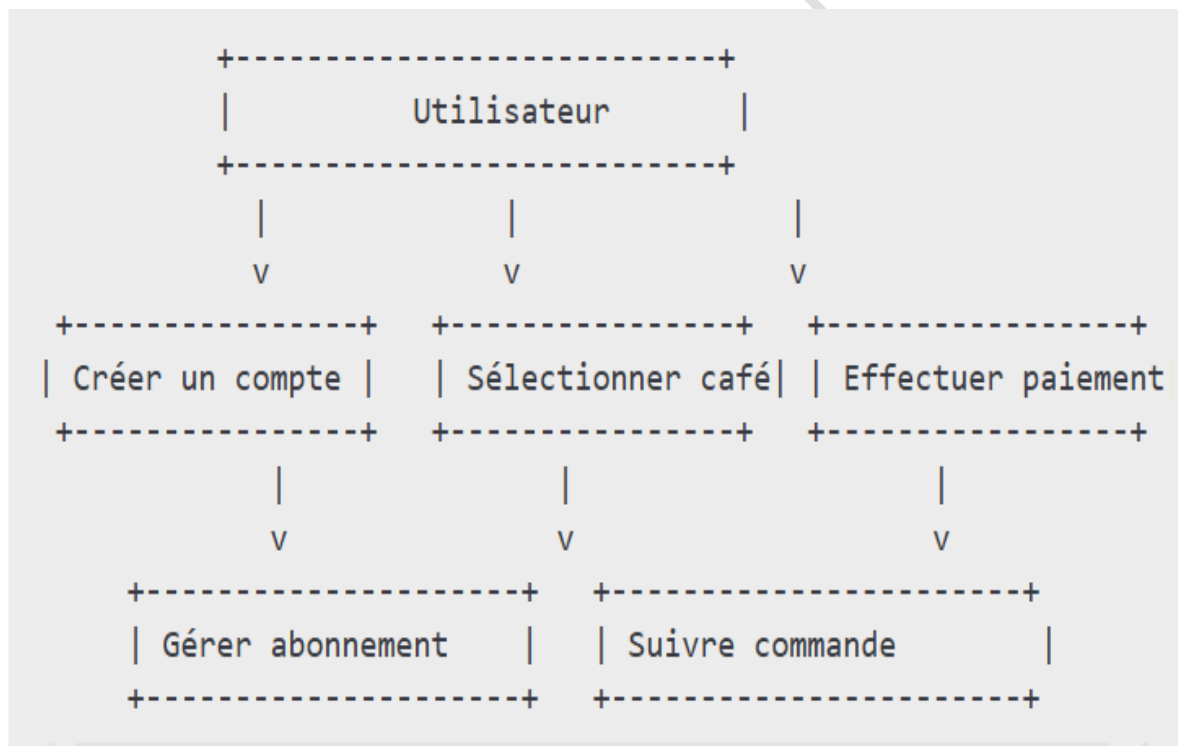 +---------------------------+
| Utilisateur |
+---------------------------+
| | |
v v v
+----------------+ +----------------+ +-----------------+
| Créer un compte | | Sélectionner café| | Effectuer paiement
+----------------+ +----------------+ +-----------------+
| | |
v v v
+---------------------+ +-----------------------+
| Gérer abonnement | | Suivre commande |
+---------------------+ +-----------------------+